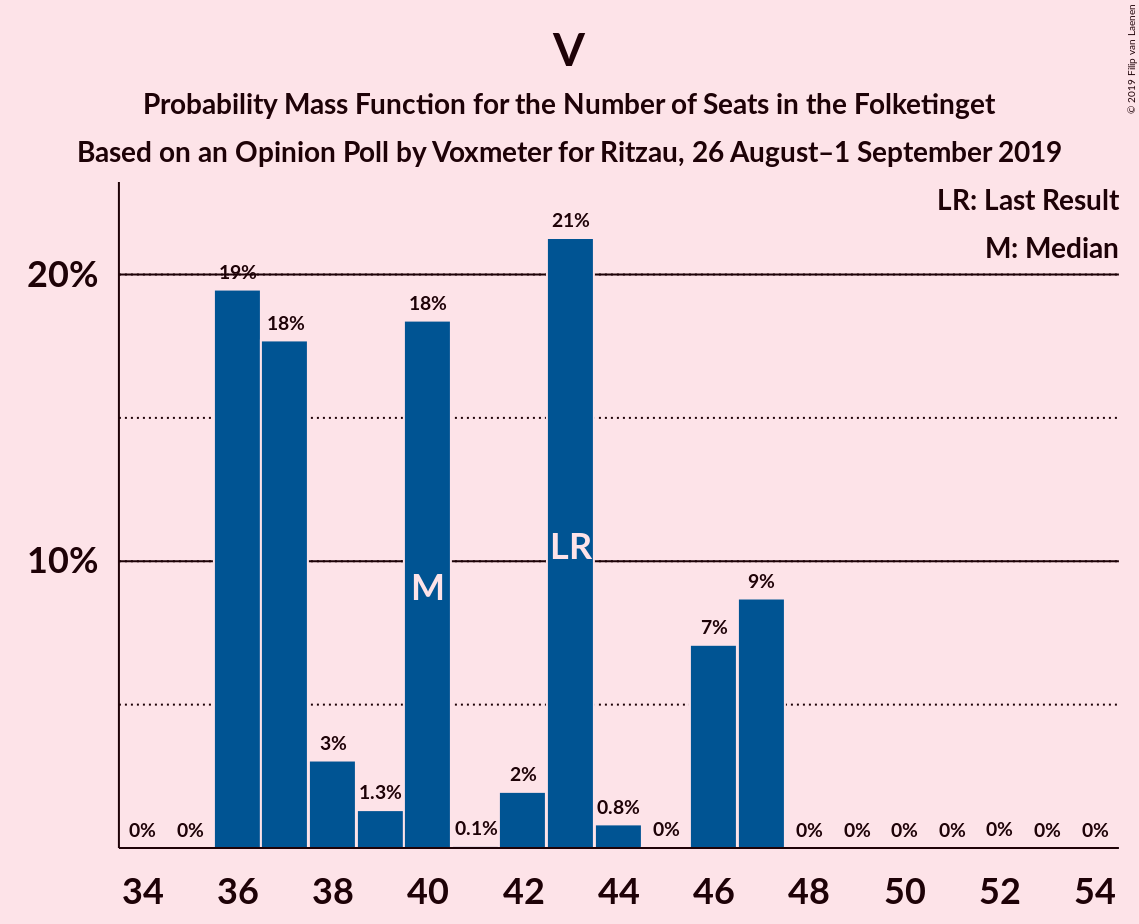 V
Probability Mass Function for the Number of Seats in the Folketinget
Based on an Opinion Poll by Voxmeter for Ritzau, 26 August–1 September 2019
© 2019 Filip van Laenen
LR: Last Result
M: Median
20%
10%
0%
0%
19%
18%
3%
1.3%
18%
0.1%
2%
21%
0.8%
0%
7%
9%
0%
0%
0%
0%
0%
0%
0%
M
LR
34 36 38 40 42 44 46 48 50 52 54